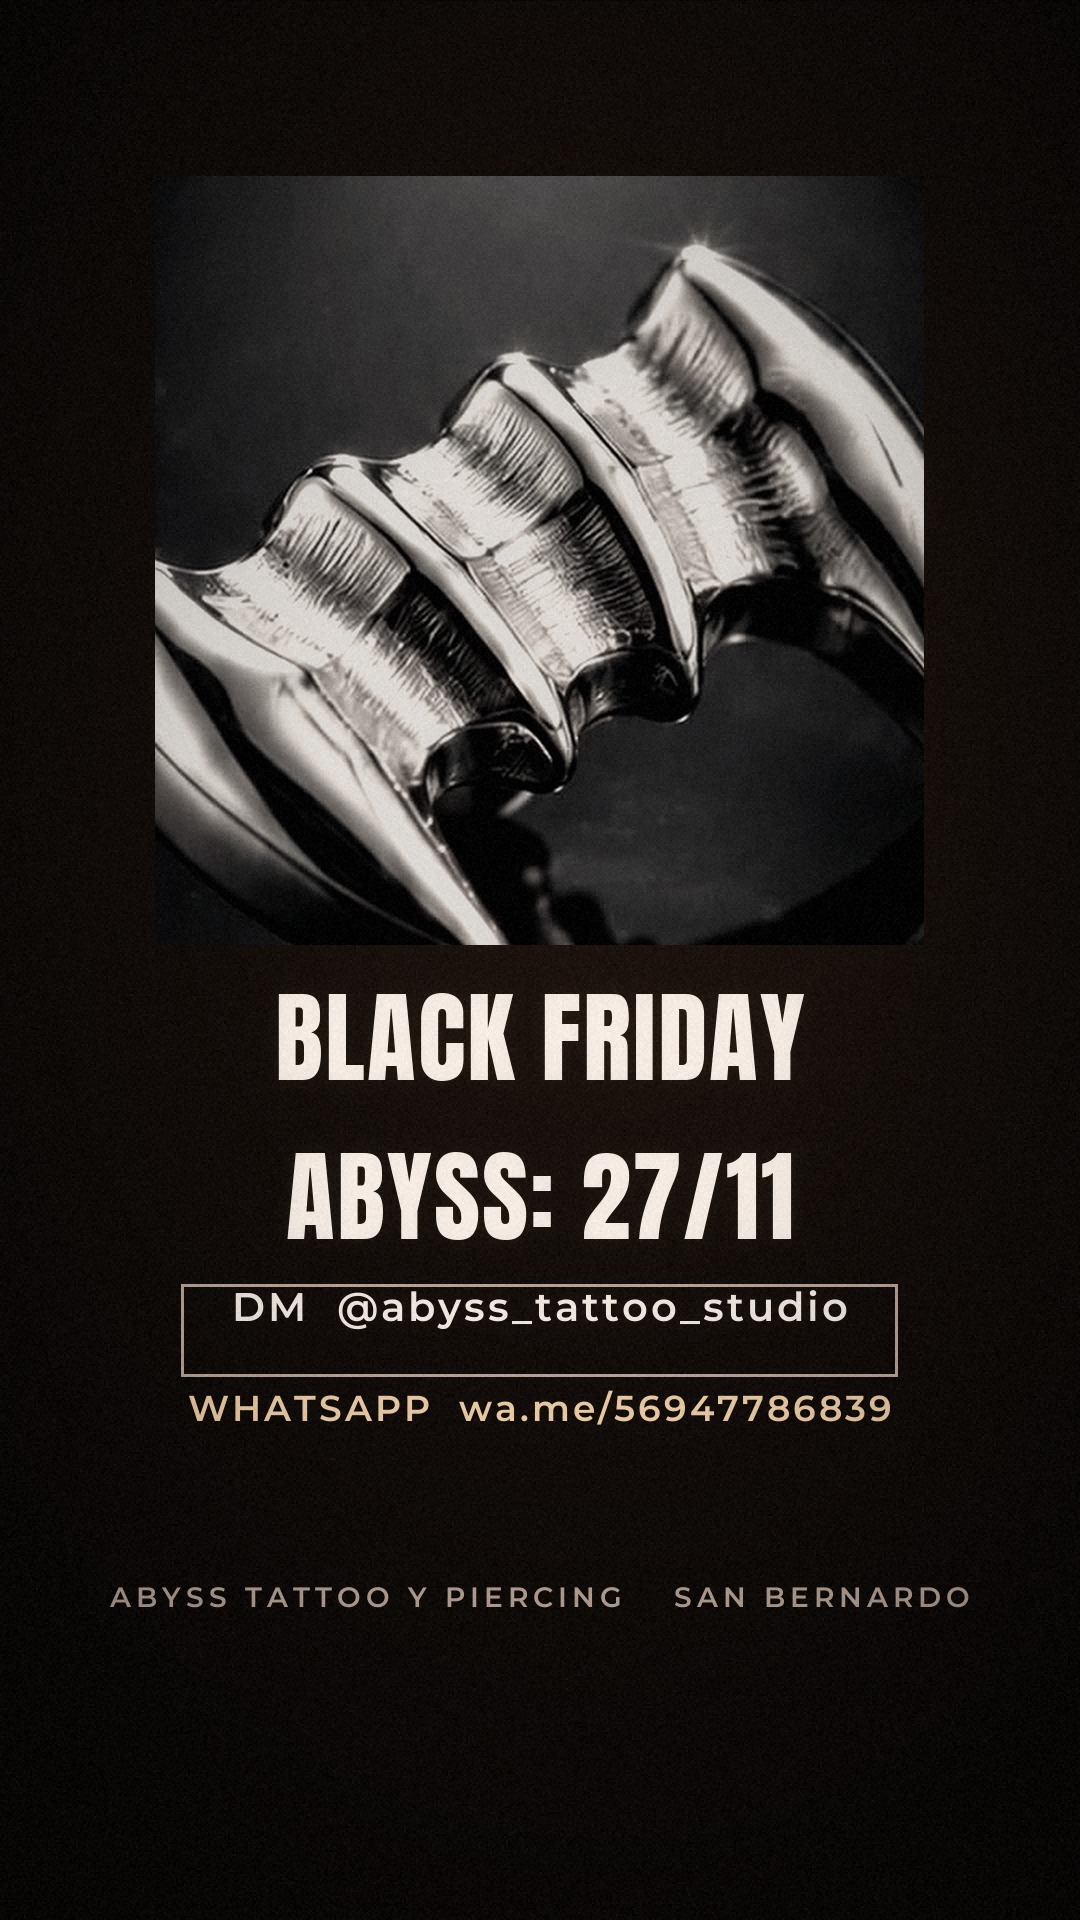 BLACK FRIDAY
ABYSS: 27/11
DM @abyss_tattoo_studio
WHATSAPP wa.me/56947786839
ABYSS TATTOO Y PIERCING SAN BERNARDO